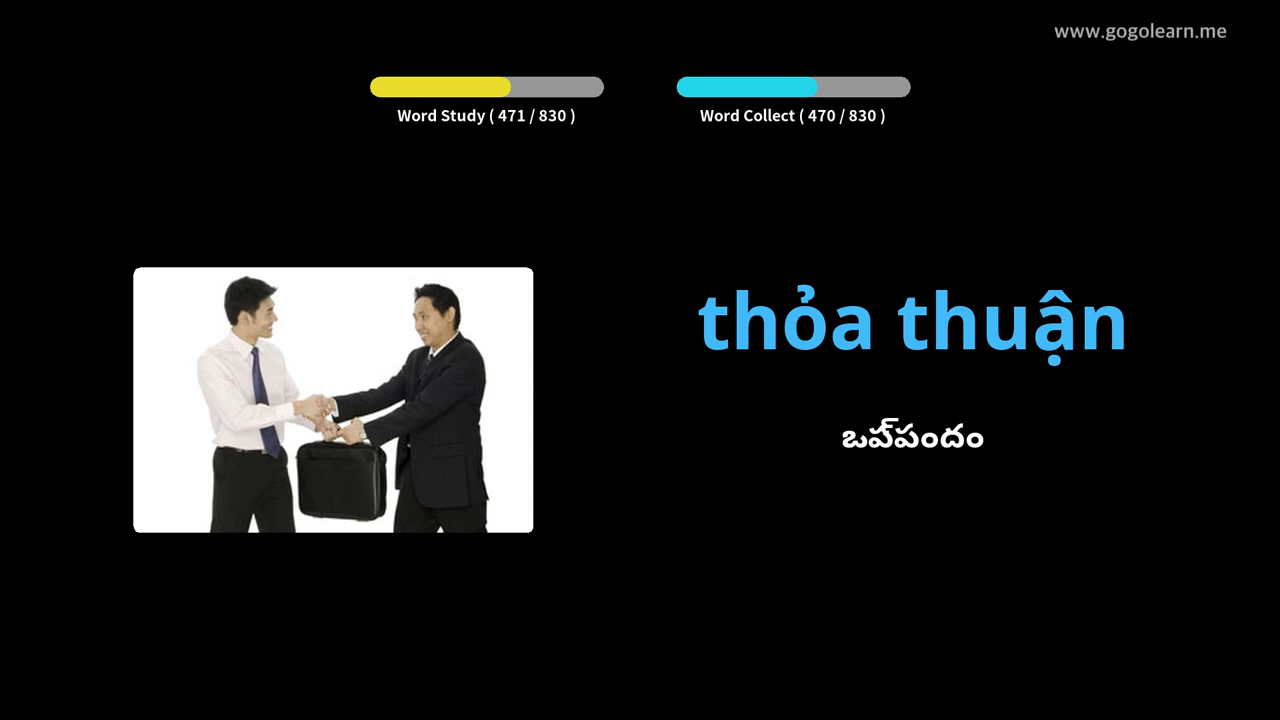 www.gogolearn.me
Word Study ( 471 / 830 )
Word Collect ( 470 / 830 )
thỏa thuận
ఒప్పందం